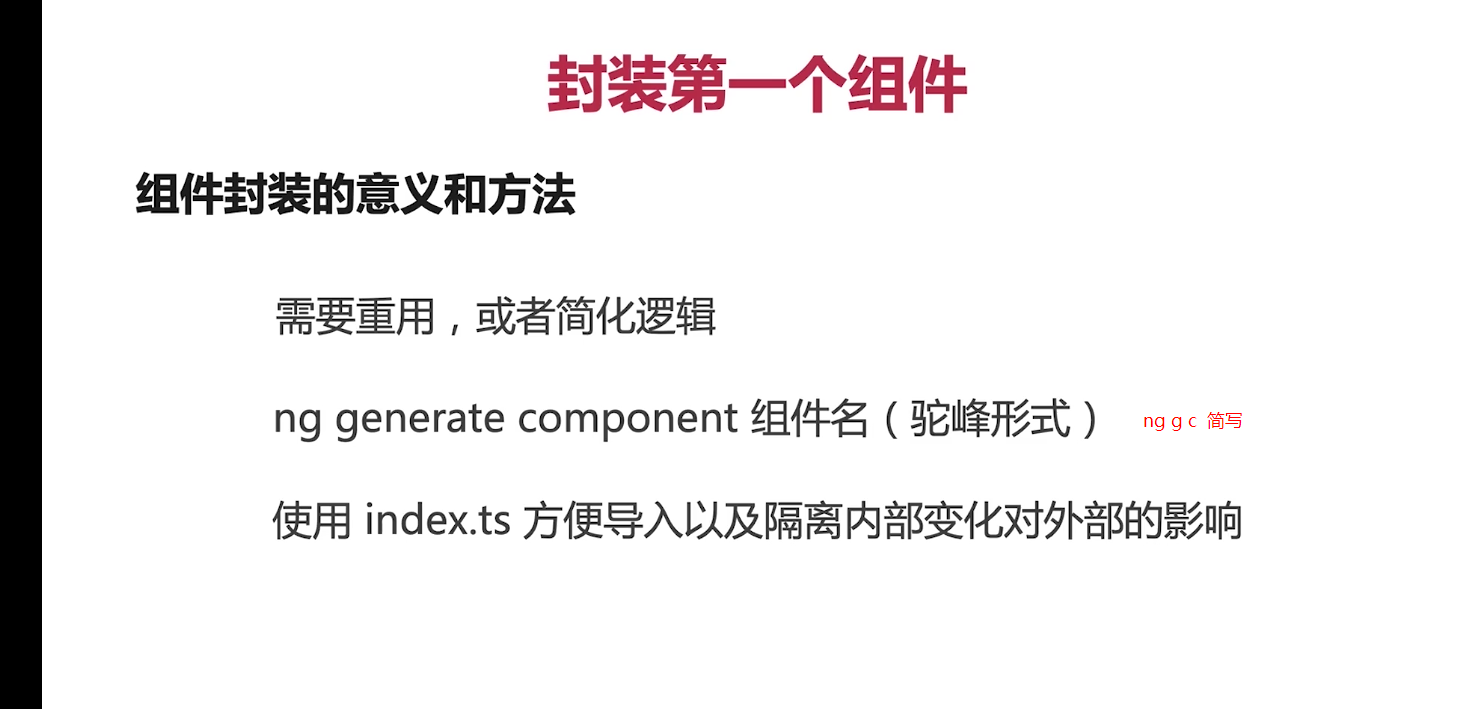 封装第一个组件
组件封装的意义和方法
需要重用，或者简化逻辑
ng generate component 组件名（驼峰形式） ng g c 简写
使用 index.ts 方便导入以及隔离内部变化对外部的影响